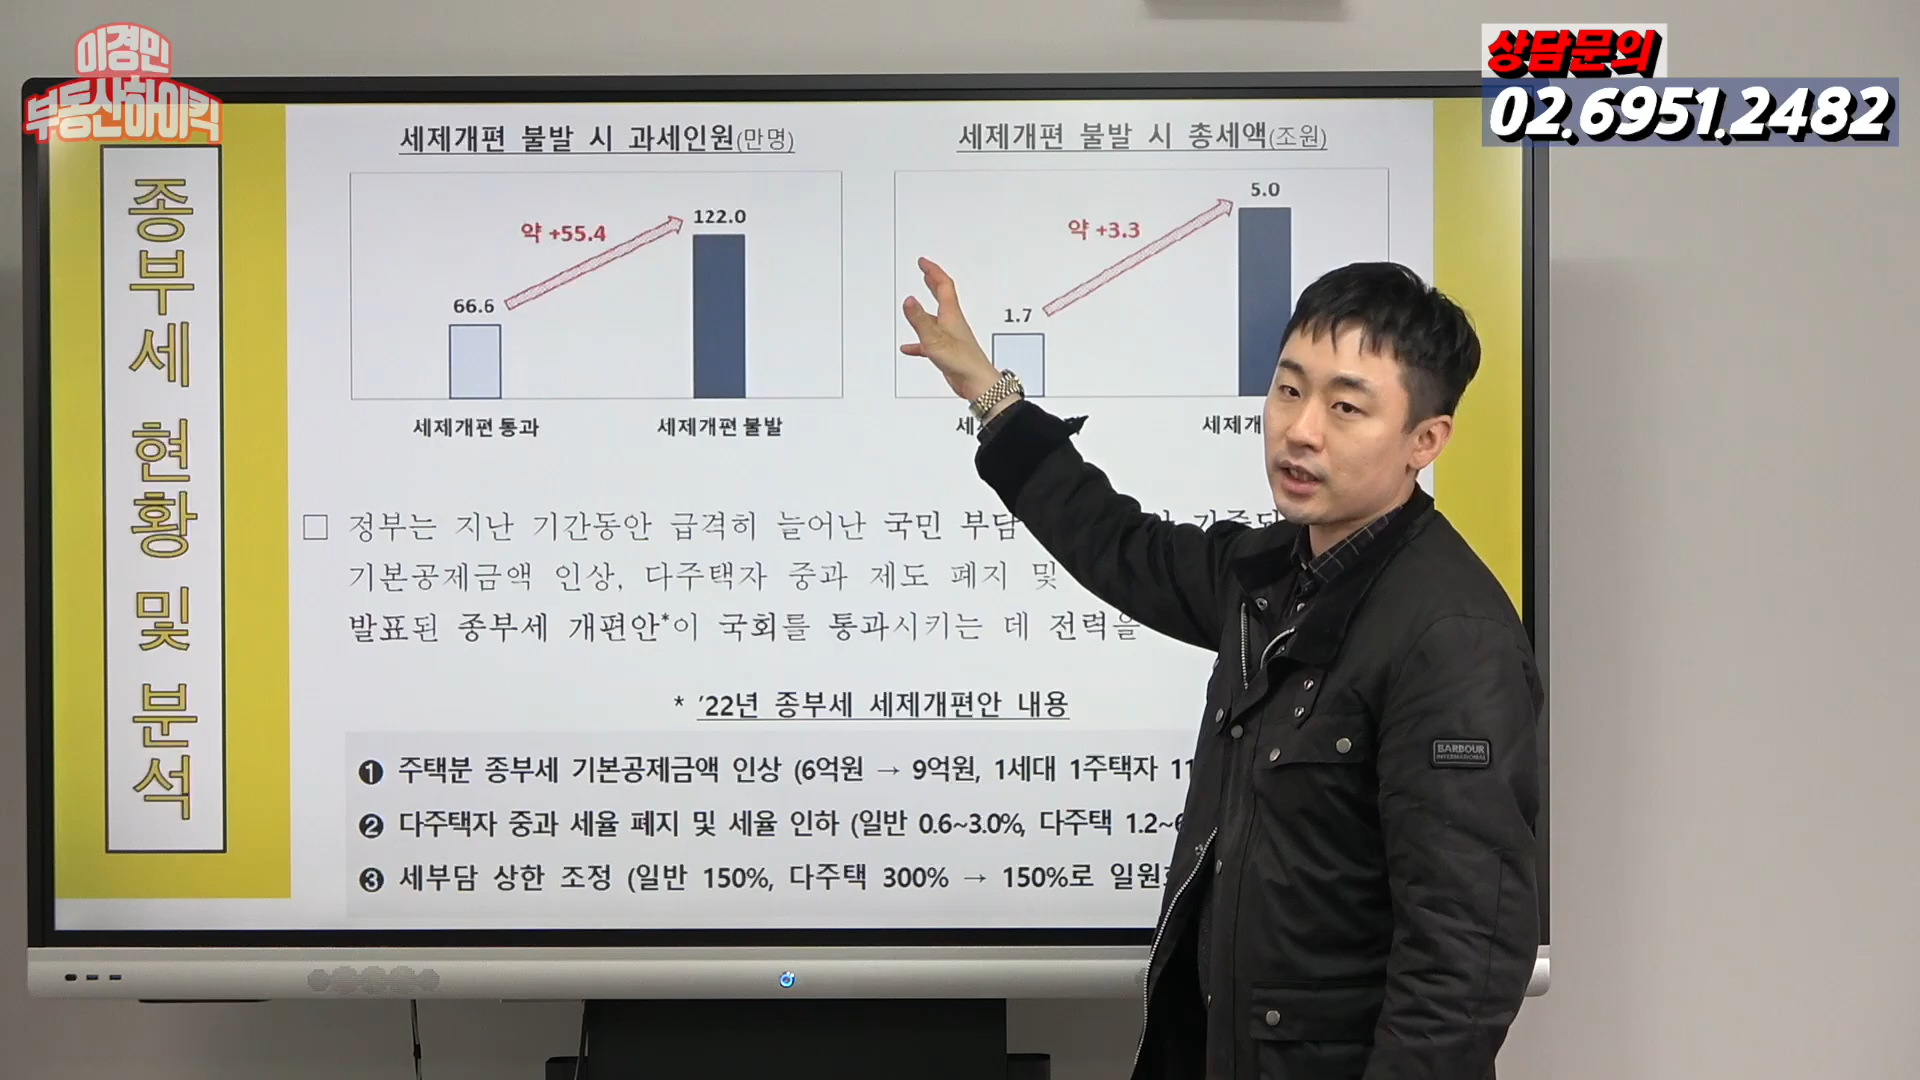 이경민
부동산하이킥
상담문의
02.6951.2482
종부세 현황 및 분석
세제개편 불발 시 과세인원(만명)
약 +55.4
66.6
122.0
세제개편 통과
세제개편 불발
세제개편 불발 시 총세액(조원)
약 +3.3
1.7
5.0
□ 정부는 지난 기간동안 급격히 늘어난 국민 부담
기본공제금액 인상, 다주택자 중과 제도 폐지 및
발표된 종부세 개편안*이 국회를 통과시키는 데 전력을
* '22년 종부세 세제개편안 내용
❶ 주택분 종부세 기본공제금액 인상 (6억원 → 9억원, 1세대 1주택자 11
❷ 다주택자 중과 세율 폐지 및 세율 인하 (일반 0.6~3.0%, 다주택 1.2~6
❸ 세부담 상한 조정 (일반 150%, 다주택 300% → 150%로 일원
BARBOUR
INTERNATIONAL